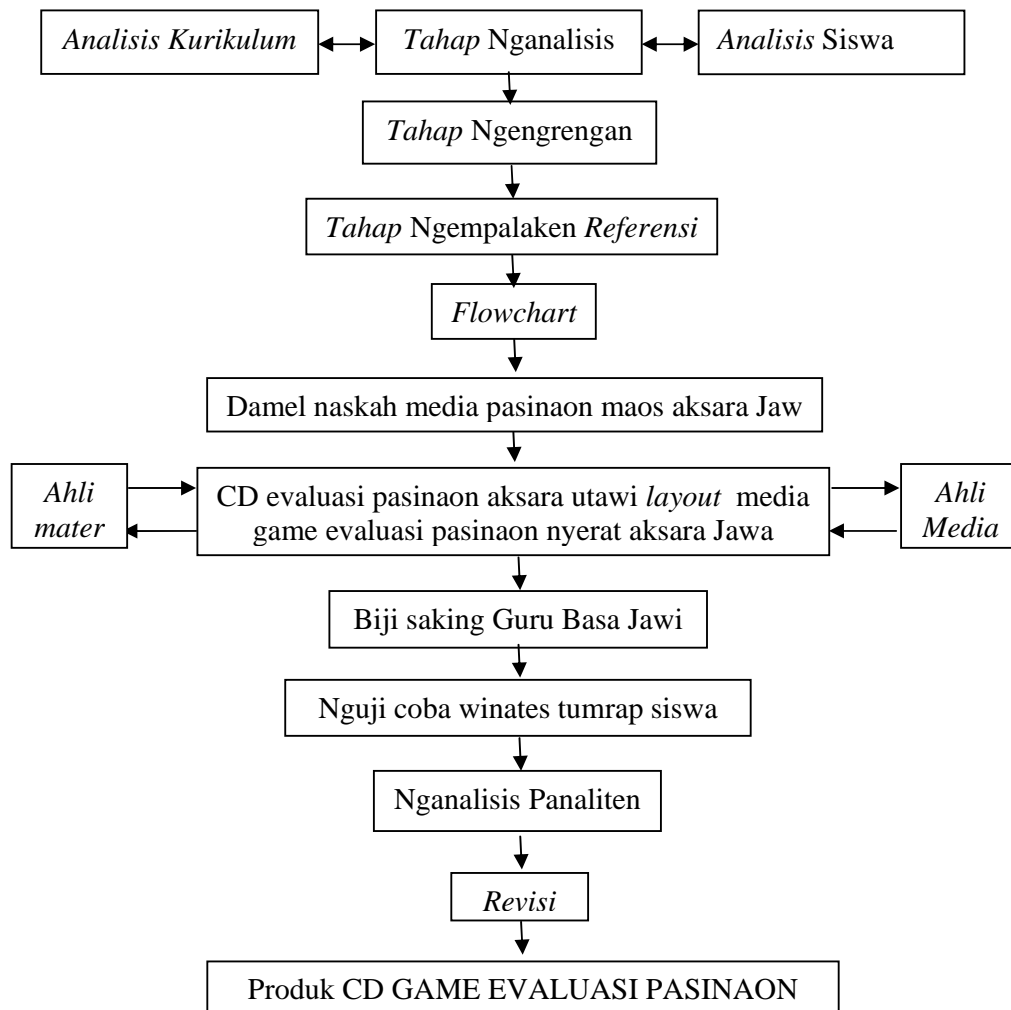 Analisis Kurikulum
Tahap Nganalisis
Analisis Siswa
Tahap Ngengrengan
Tahap Ngempalaken Referensi
Flowchart
Damel naskah media pasinaon maos aksara Jaw
Ahli
mater
CD evaluasi pasinaon aksara utawi layout media
game evaluasi pasinaon nyerat aksara Jawa
Ahli
Media
Biji saking Guru Basa Jawi
Nguji coba winates tumrap siswa
Nganalisis Panaliten
Revisi
Produk CD GAME EVALUASI PASINAON